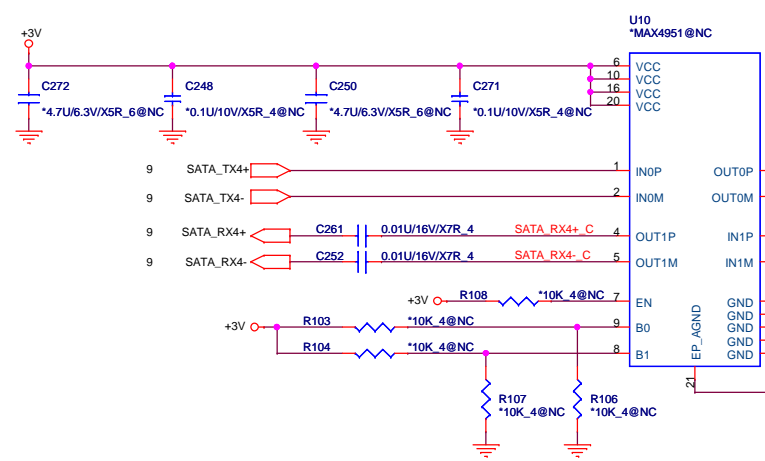 U10
*MAX4951@NC
+3V
C272
C248
C250
C271
*4.7U/6.3V/X5R_6@NC
*0.1U/10V/X5R_4@NC
*4.7U/6.3V/X5R_6@NC
*0.1U/10V/X5R_4@NC
6
VCC
10
VCC
16
VCC
20
VCC
9
SATA_TX4+
1
IN0P
OUT0P
9
SATA_TX4-
2
IN0M
OUT0M
9
SATA_RX4+
C261
0.01U/16V/X7R_4
SATA_RX4+_C
4
OUT1P
IN1P
9
SATA_RX4-
C252
0.01U/16V/X7R_4
SATA_RX4-_C
5
OUT1M
IN1M
+3V
R108
*10K_4@NC
7
EN
GND
GND
+3V
R103
*10K_4@NC
9
B0
GND
GND
R104
*10K_4@NC
8
B1
GND
EP_AGND
21
R107
*10K_4@NC
R106
*10K_4@NC